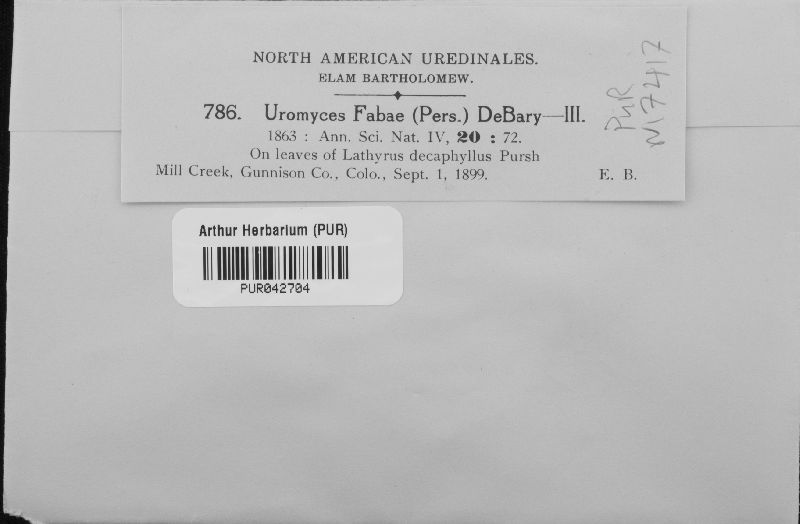 NORTH AMERICAN UREDINALES.
ELAM BARTHOLOMEW.
786. Uromyces Fabae (Pers.) DeBary—III.
1863 : Ann. Sci. Nat. IV, 20 : 72.
On leaves of Lathyrus decaphyllus Pursh
Mill Creek, Gunnison Co., Colo., Sept. 1, 1899. E. B.
PUR
N17417
Arthur Herbarium (PUR)
PUR042704